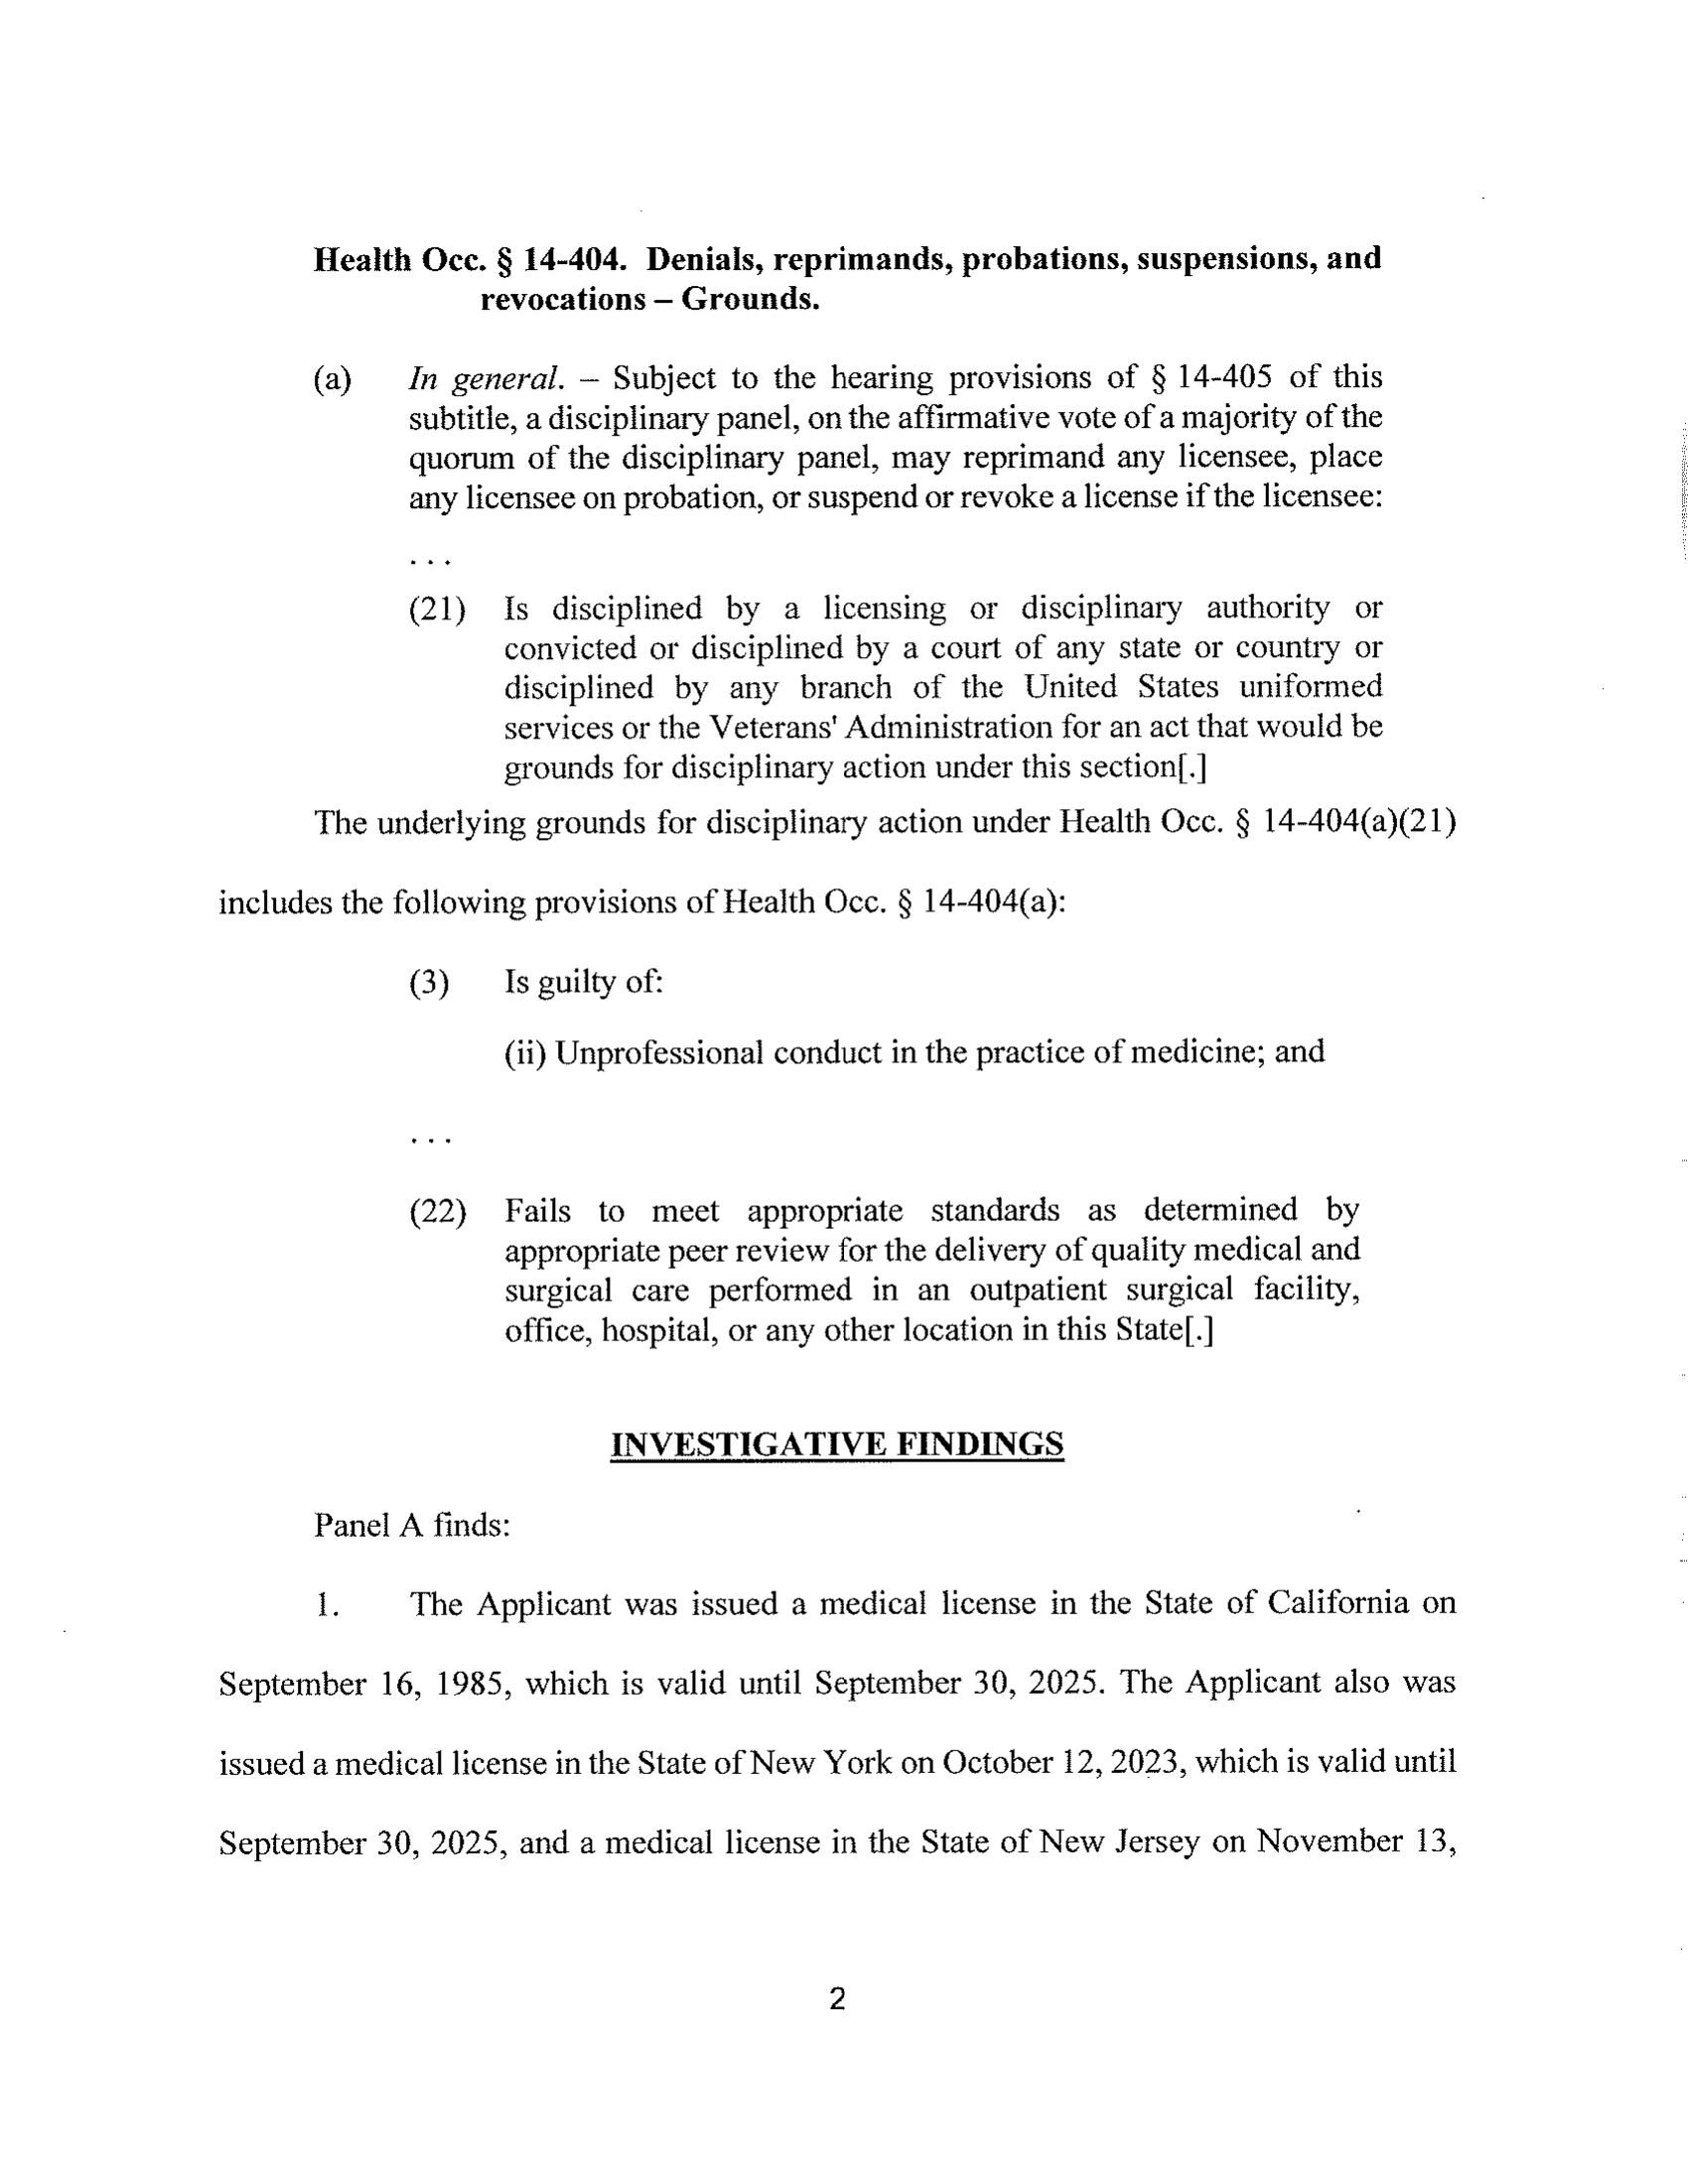 Health Occ. § 14-404. Denials, reprimands, probations, suspensions, and
revocations – Grounds.
(a) In general. – Subject to the hearing provisions of § 14-405 of this
subtitle, a disciplinary panel, on the affirmative vote of a majority of the
quorum of the disciplinary panel, may reprimand any licensee, place
any licensee on probation, or suspend or revoke a license if the licensee:
. . .
(21) Is disciplined by a licensing or disciplinary authority or
convicted or disciplined by a court of any state or country or
disciplined by any branch of the United States uniformed
services or the Veterans' Administration for an act that would be
grounds for disciplinary action under this section[.]
The underlying grounds for disciplinary action under Health Occ. § 14-404(a)(21)
includes the following provisions of Health Occ. § 14-404(a):
(3) Is guilty of:
(ii) Unprofessional conduct in the practice of medicine; and
. . .
(22) Fails to meet appropriate standards as determined by
appropriate peer review for the delivery of quality medical and
surgical care performed in an outpatient surgical facility,
office, hospital, or any other location in this State[.]
INVESTIGATIVE FINDINGS
Panel A finds:
1. The Applicant was issued a medical license in the State of California on
September 16, 1985, which is valid until September 30, 2025. The Applicant also was
issued a medical license in the State of New York on October 12, 2023, which is valid until
September 30, 2025, and a medical license in the State of New Jersey on November 13,
2